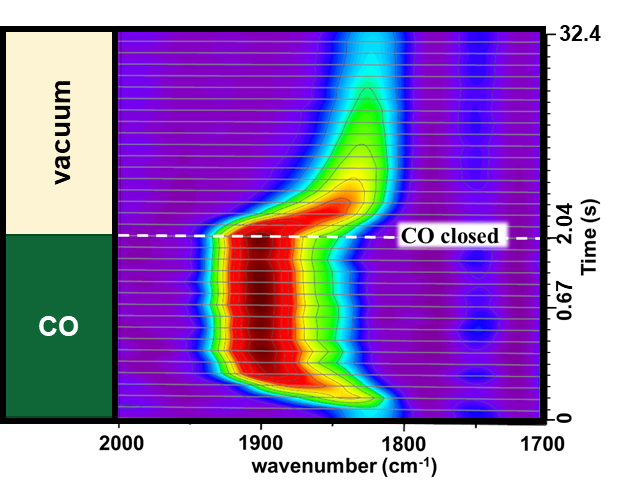 vacuum
CO
CO closed
32.4
2.04
0.67
0
Time (s)
2000
1900
1800
1700
wavenumber (cm⁻¹)